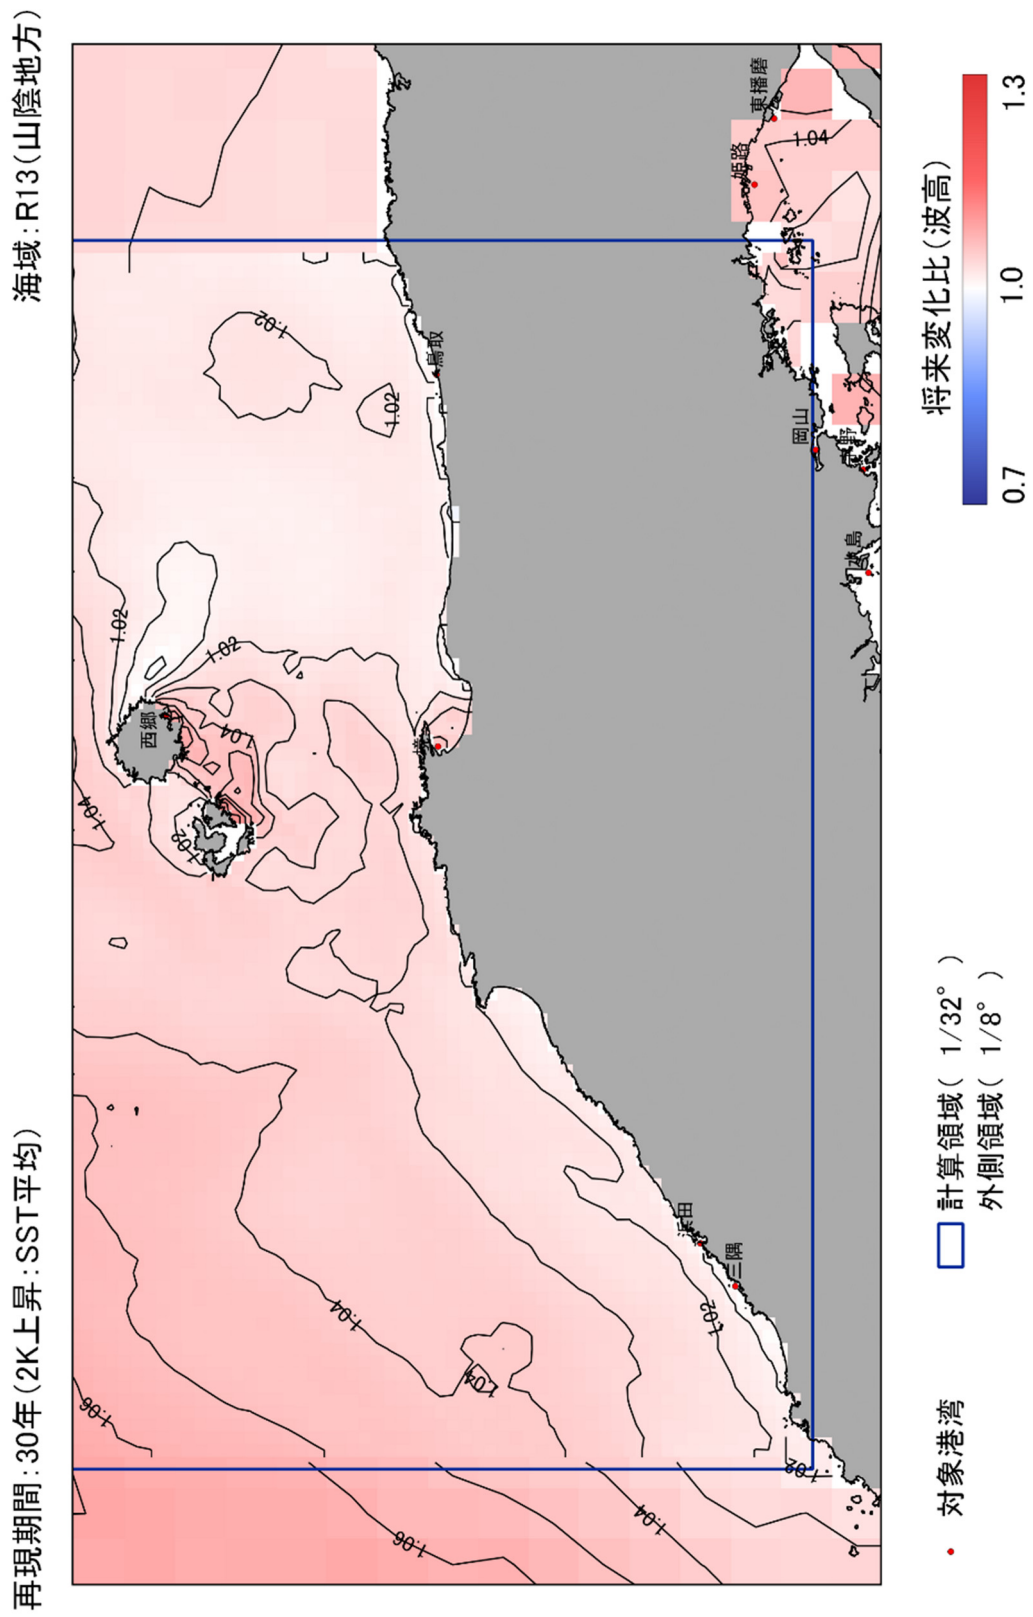 再現期間:30年(2K上昇:SST平均)
海域:R13(山陰地方)
1.06
1.04
1.02
1.02
西郷
1.04
1.02
1.02
1.02
1.04
1.02
1.06
1.04
1.04
1.02
境
鳥取
浜田
三隅
岡山
水島
姫路
東播磨
1.04
対象港湾
計算領域( 1/32° )
外側領域( 1/8° )
将来変化比(波高)
0.7
1.0
1.3